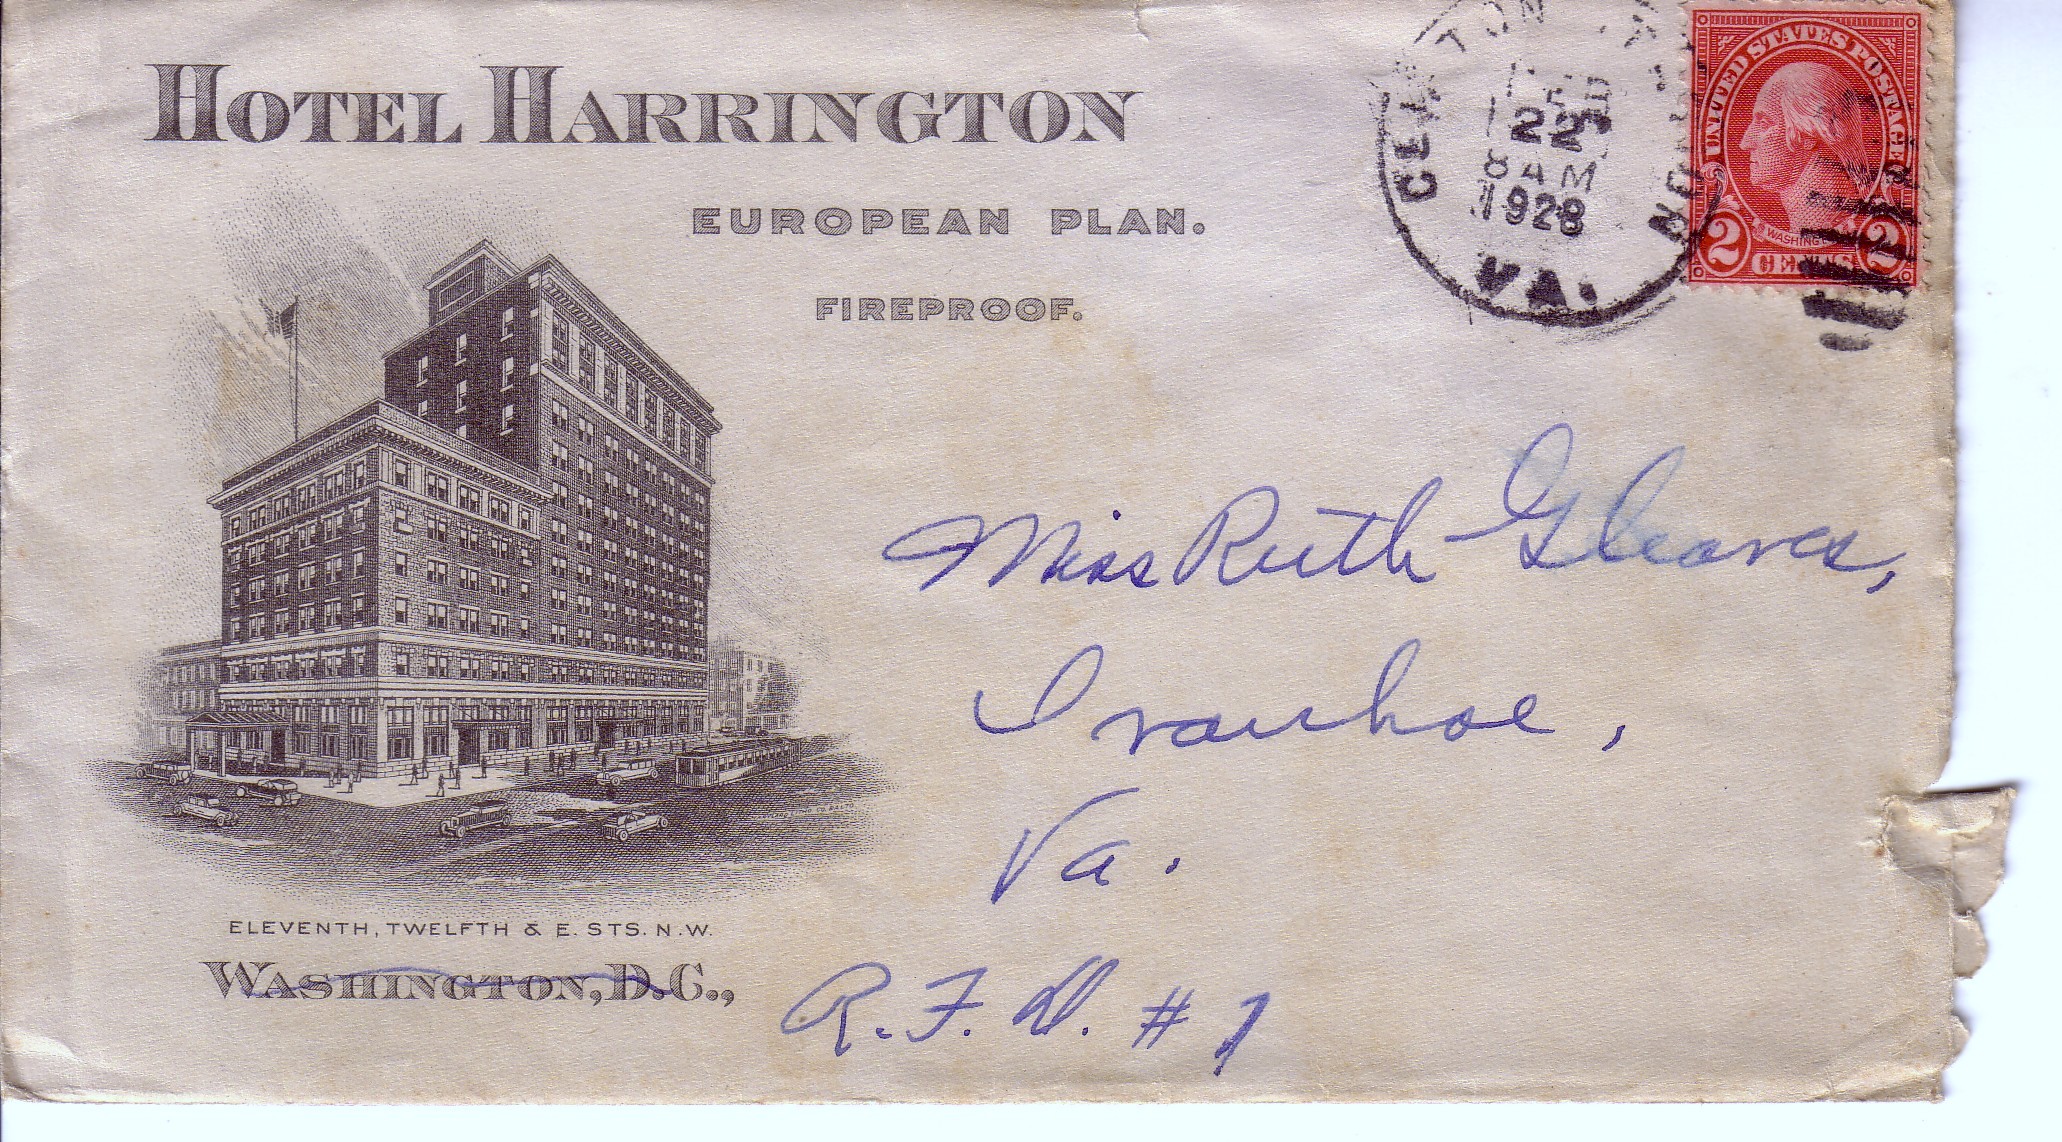 HOTEL HARRINGTON
EUROPEAN PLAN.
FIREPROOF.
22
8 AM
1928
VA.
UNITED STATES POSTAGE
WASHINGTON
2 CENTS 2
Miss Ruth Gleaves,
Ivanhoe,
Va.
R.F.D. # 1
ELEVENTH, TWELFTH & E. STS. N.W.
WASHINGTON, D.C.,